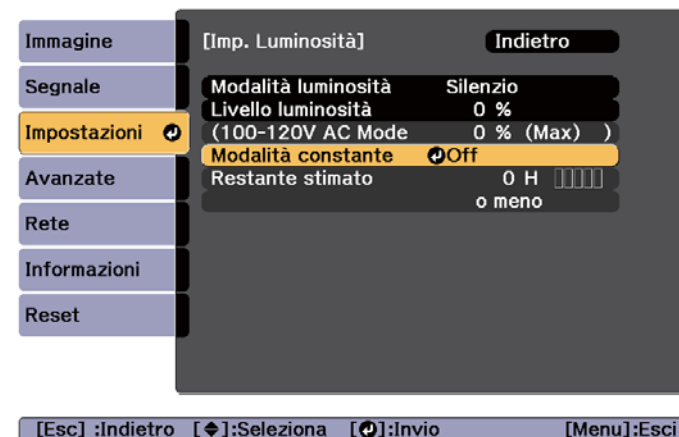 Immagine
Segnale
Impostazioni
Avanzate
Rete
Informazioni
Reset
[Imp. Luminosità] Indietro
Modalità luminosità Silenzio
Livello luminosità 0 %
(100-120V AC Mode 0 % (Max) )
Modalità constante Off
Restante stimato 0 H
o meno
[Esc] :Indietro [◆]:Seleziona [↵]:Invio [Menu]:Esci